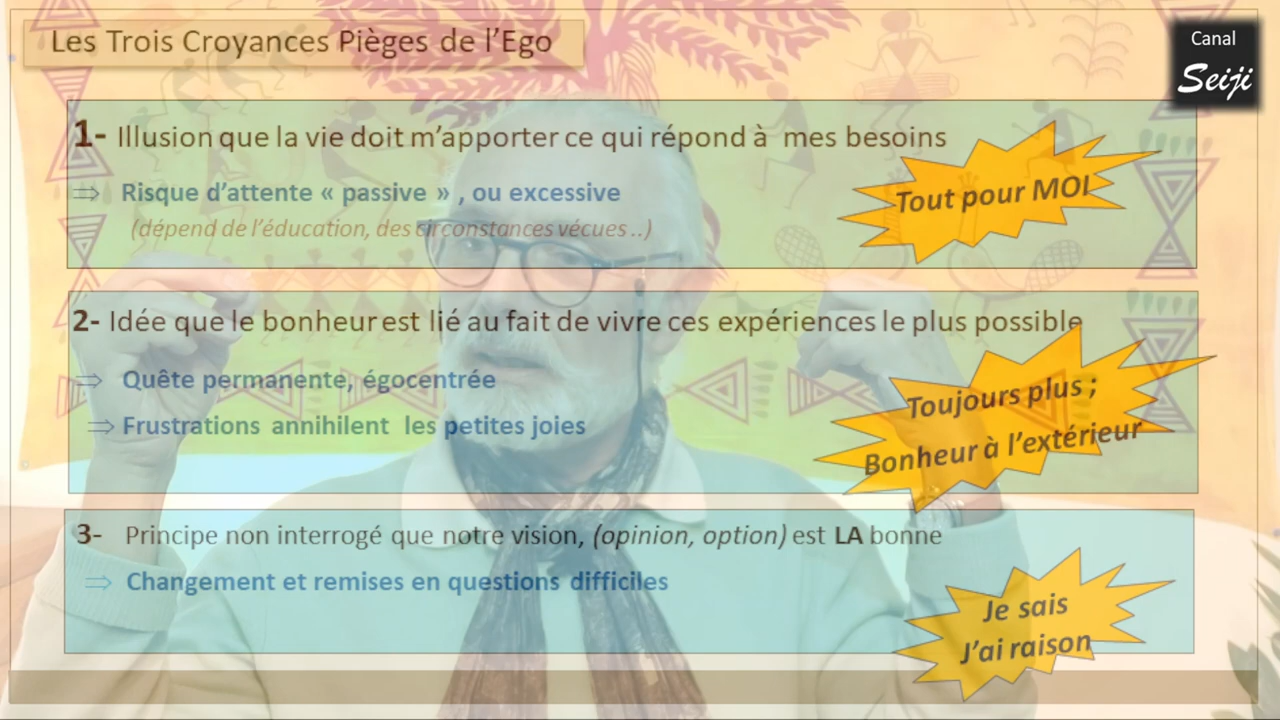 Les Trois Croyances Pièges de l'Ego
Canal
Seiji
1- Illusion que la vie doit m'apporter ce qui répond à mes besoins
⇒ Risque d'attente « passive » , ou excessive
(dépend de l'éducation, des circonstances vécues ..)
Tout pour MOI
2- Idée que le bonheur est lié au fait de vivre ces expériences le plus possible
⇒ Quête permanente, égocentrée
⇒ Frustrations annihilent les petites joies
Toujours plus ;
Bonheur à l'extérieur
3- Principe non interrogé que notre vision, (opinion, option) est LA bonne
⇒ Changement et remises en questions difficiles
Je sais
J'ai raison